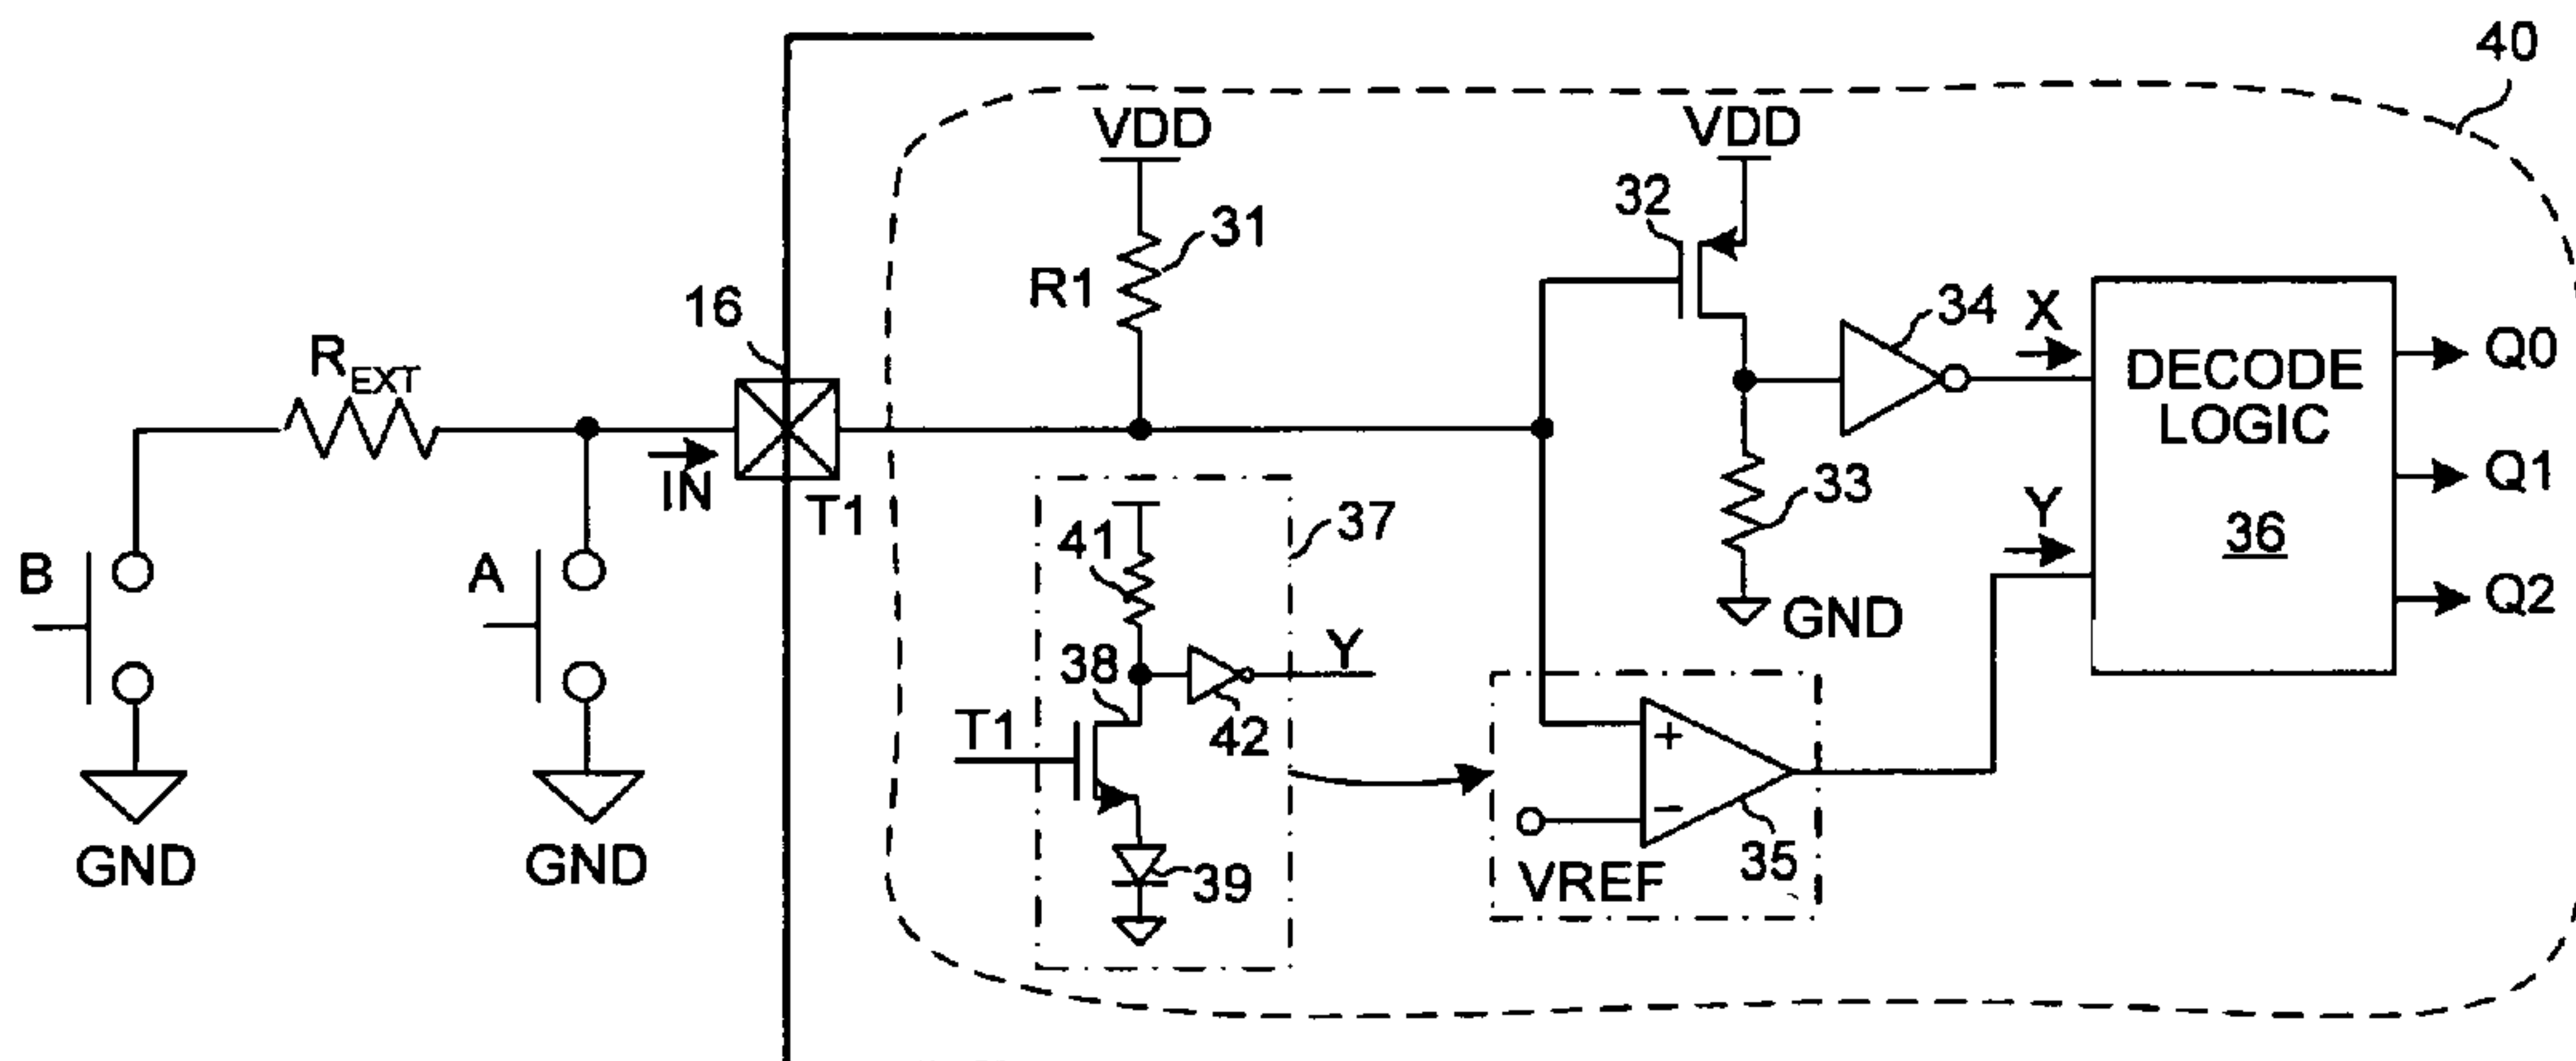 40
VDD
VDD
32
31
R1
16
34
X
Q0
R_EXT
DECODE
LOGIC
36
Q1
IN
T1
33
Y
41
37
B
A
Q2
GND
38
Y
T1
42
+
−
39
VREF
35
GND
GND